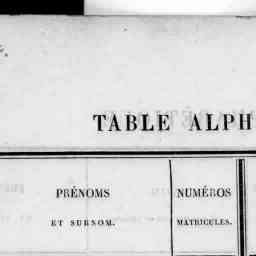 TABLE ALPH
PRÉNOMS
ET SURNOM.
NUMÉROS
MATRICULES.